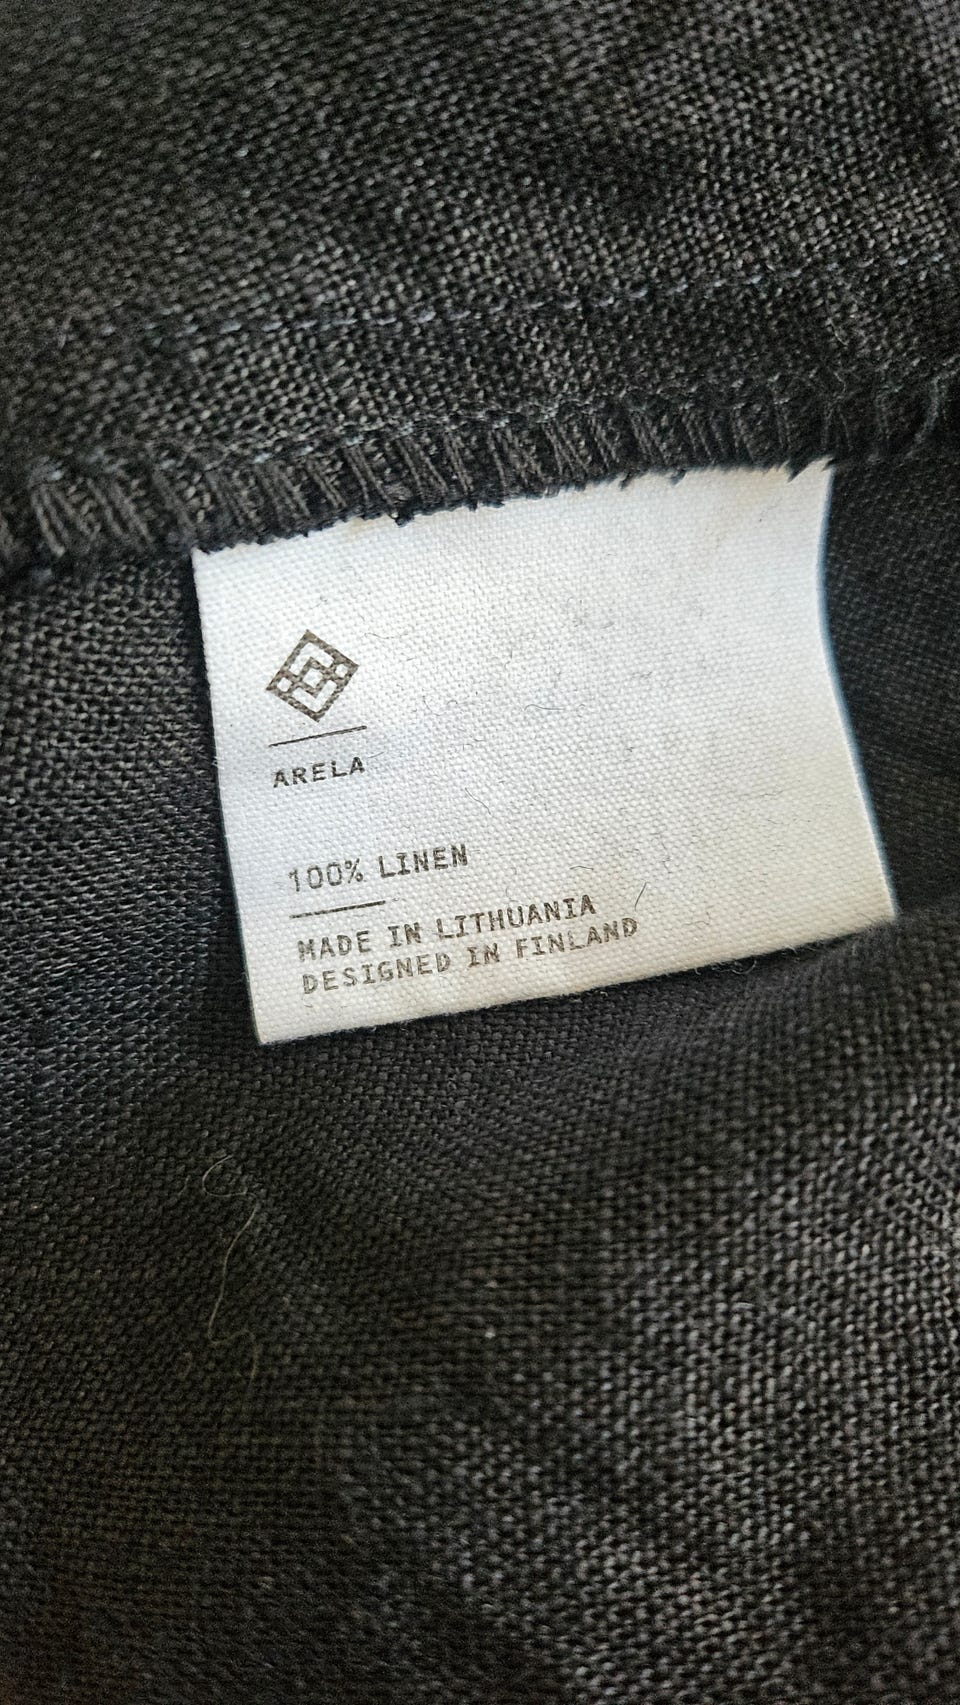 ARELA
100% LINEN
MADE IN LITHUANIA
DESIGNED IN FINLAND